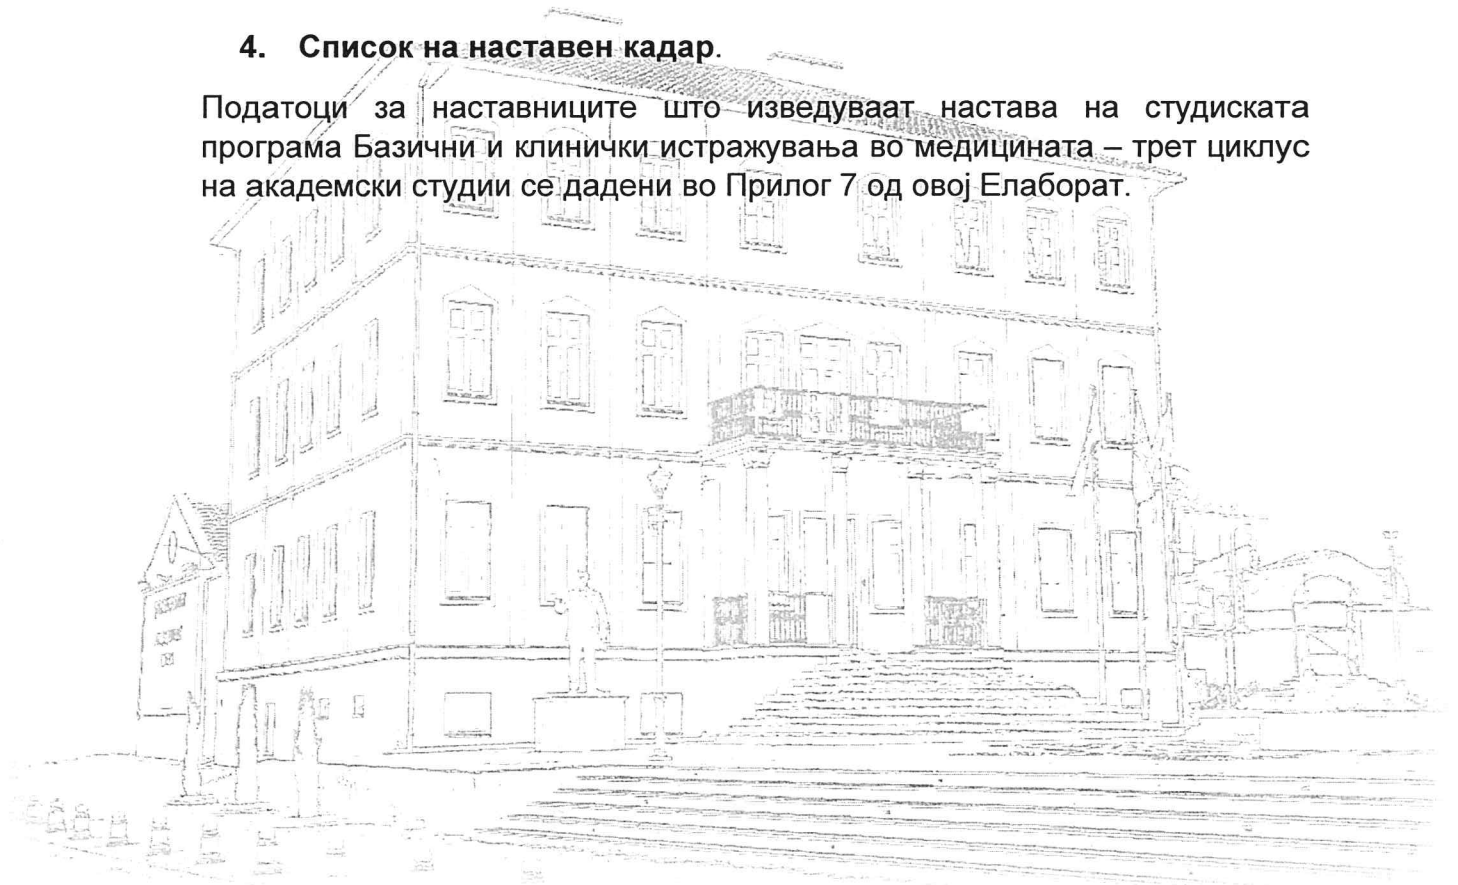 4. Список на наставен кадар.
Податоци за наставниците што изведуваат настава на студиската
програма Базични и клинички истражувања во медицината – трет циклус
на академски студии се дадени во Прилог 7 од овој Елаборат.